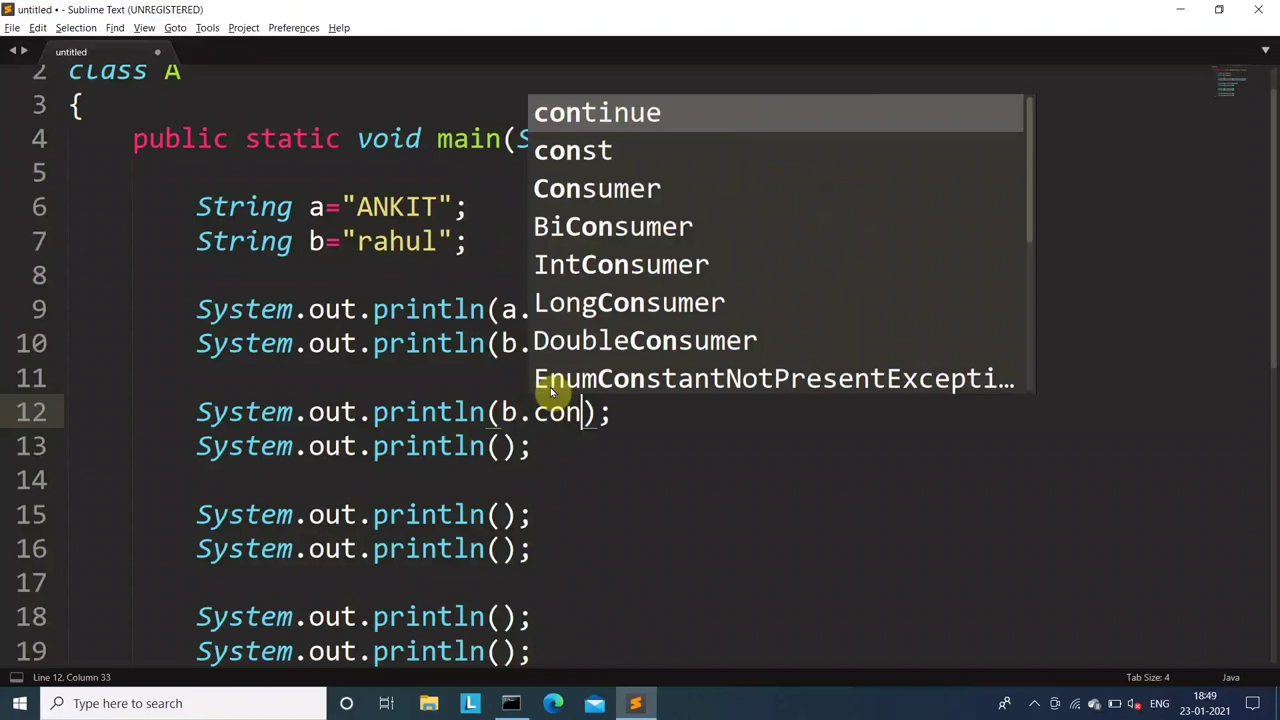 untitled • - Sublime Text (UNREGISTERED)
File Edit Selection Find View Goto Tools Project Preferences Help
untitled
2 class A
3 {
4 public static void main(S
5
6 String a="ANKIT";
7 String b="rahul";
8
9 System.out.println(a.
10 System.out.println(b.
11
12 System.out.println(b.con);
13 System.out.println();
14
15 System.out.println();
16 System.out.println();
17
18 System.out.println();
19 System.out.println();
continue
const
Consumer
BiConsumer
IntConsumer
LongConsumer
DoubleConsumer
EnumConstantNotPresentExcepti…
Line 12, Column 33 Tab Size: 4 Java
Type here to search L ENG 18:49
23-01-2021